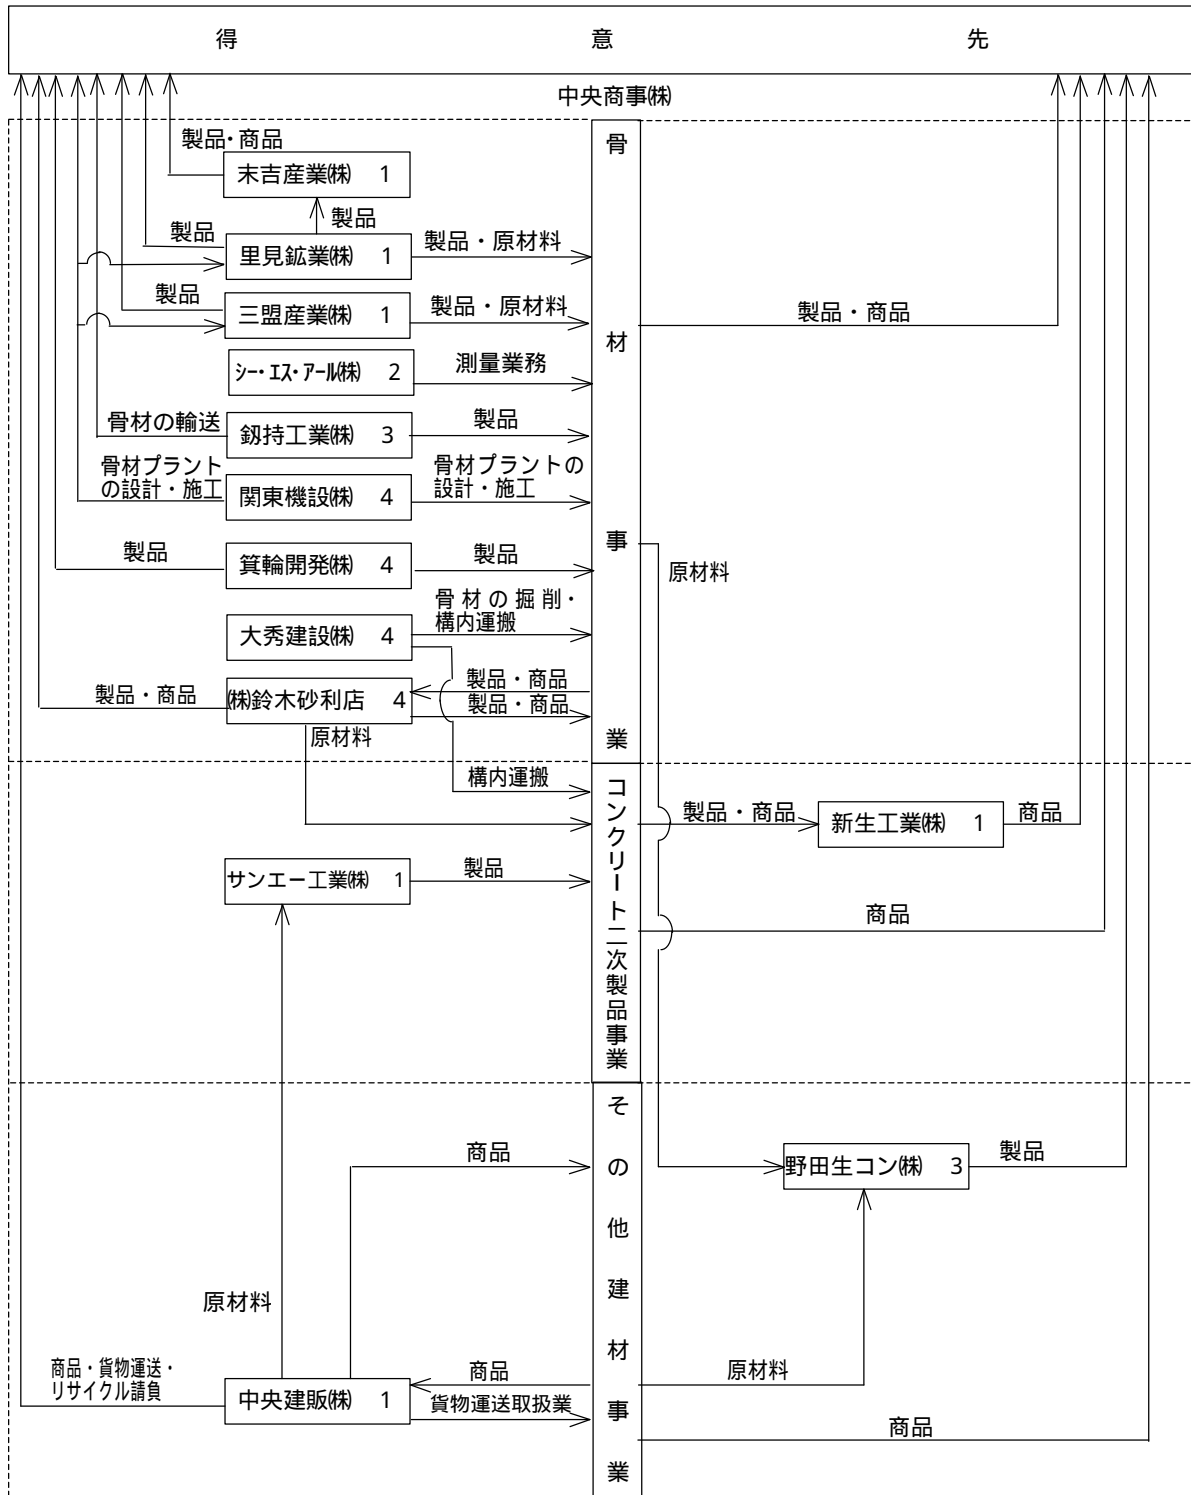 得意先
中央商事㈱
製品・商品
末吉産業㈱ 1
製品
製品
里見鉱業㈱ 1
製品・原材料
製品
三盟産業㈱ 1
製品・原材料
製品・商品
シー・エス・アール㈱ 2
測量業務
骨材の輸送
釼持工業㈱ 3
製品
骨材プラント
の設計・施工
関東機設㈱ 4
骨材プラントの
設計・施工
製品
箕輪開発㈱ 4
製品
原材料
大秀建設㈱ 4
骨材の掘削・
構内運搬
製品・商品
㈱鈴木砂利店 4
製品・商品
製品・商品
原材料
骨材事業
構内運搬
製品・商品
新生工業㈱ 1
商品
サンエー工業㈱ 1
製品
商品
コンクリート二次製品事業
商品
野田生コン㈱ 3
製品
原材料
商品・貨物運送・
リサイクル請負
中央建販㈱ 1
商品
貨物運送取扱業
原材料
商品
その他建材事業